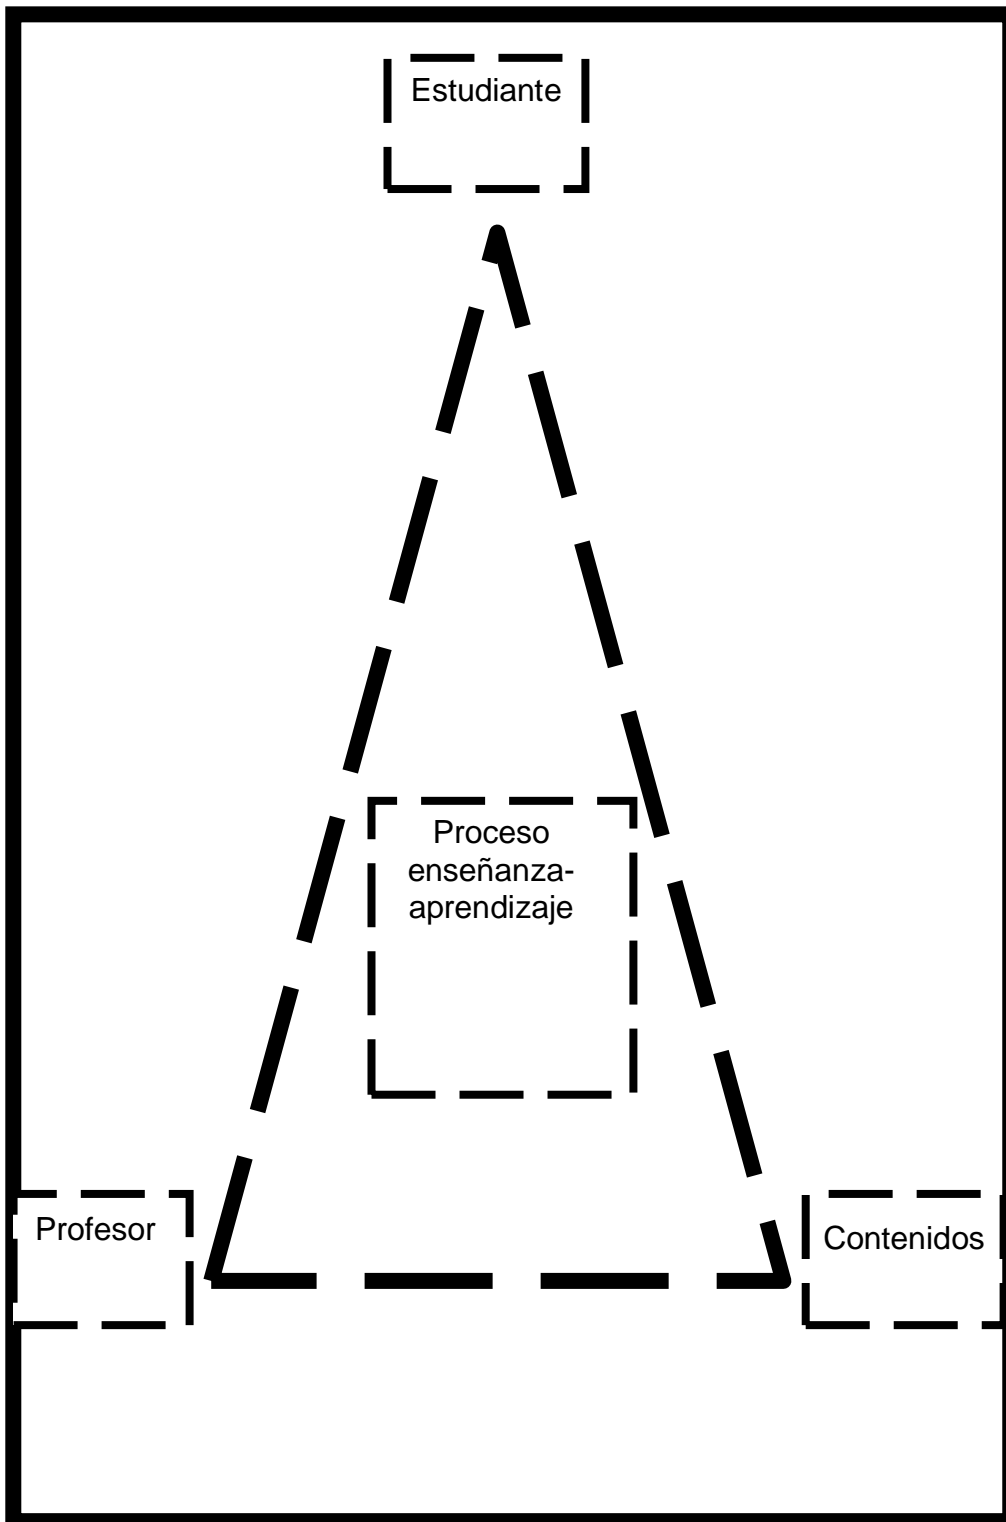 Estudiante
Proceso
enseñanza-
aprendizaje
Profesor
Contenidos